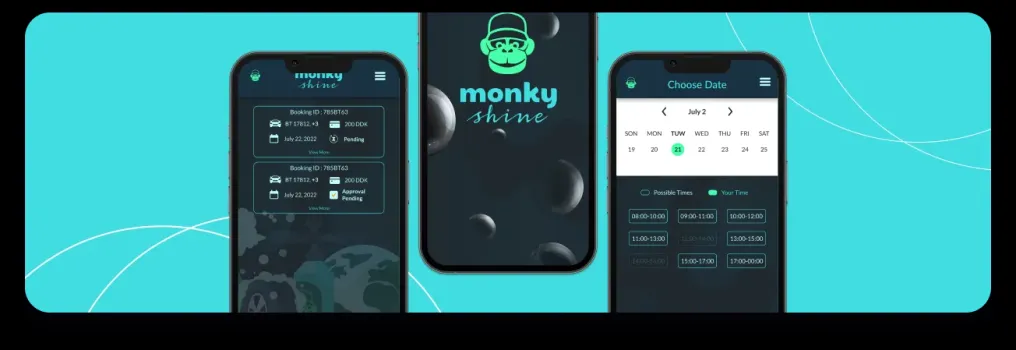 monky
shine
Booking ID : 78SBT63
BT 17812, +3
200 DDK
July 22, 2022
Pending
View More
Booking ID : 78SBT63
BT 17812, +3
200 DDK
July 22, 2022
Approval
Pending
View More
monky
shine
Choose Date
July 2
SON MON TUW WED THU FRI SAT
19 20 21 22 23 24 25
Possible Times
Your Time
08:00-10:00 09:00-11:00 10:00-12:00
11:00-13:00 13:00-15:00
15:00-17:00 17:00-00:00